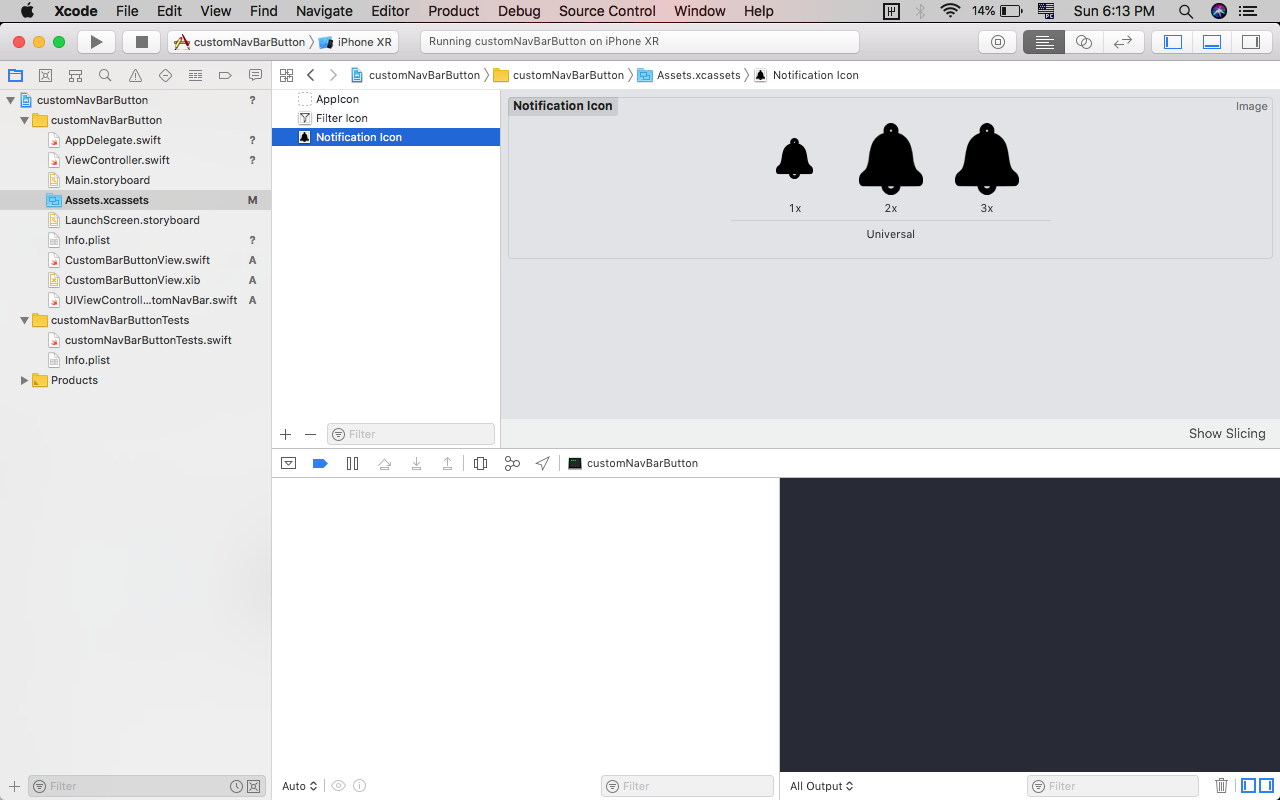 Xcode File Edit View Find Navigate Editor Product Debug Source Control Window Help 14% Sun 6:13 PM
customNavBarButton iPhone XR Running customNavBarButton on iPhone XR
customNavBarButton customNavBarButton Assets.xcassets Notification Icon
customNavBarButton ?
customNavBarButton
AppDelegate.swift ?
ViewController.swift ?
Main.storyboard
Assets.xcassets M
LaunchScreen.storyboard
Info.plist ?
CustomBarButtonView.swift A
CustomBarButtonView.xib A
UIViewControll...tomNavBar.swift A
customNavBarButtonTests
customNavBarButtonTests.swift
Info.plist
Products
Filter
AppIcon
Filter Icon
Notification Icon
Filter
Notification Icon Image
1x 2x 3x
Universal
Show Slicing
customNavBarButton
Auto Filter
All Output Filter